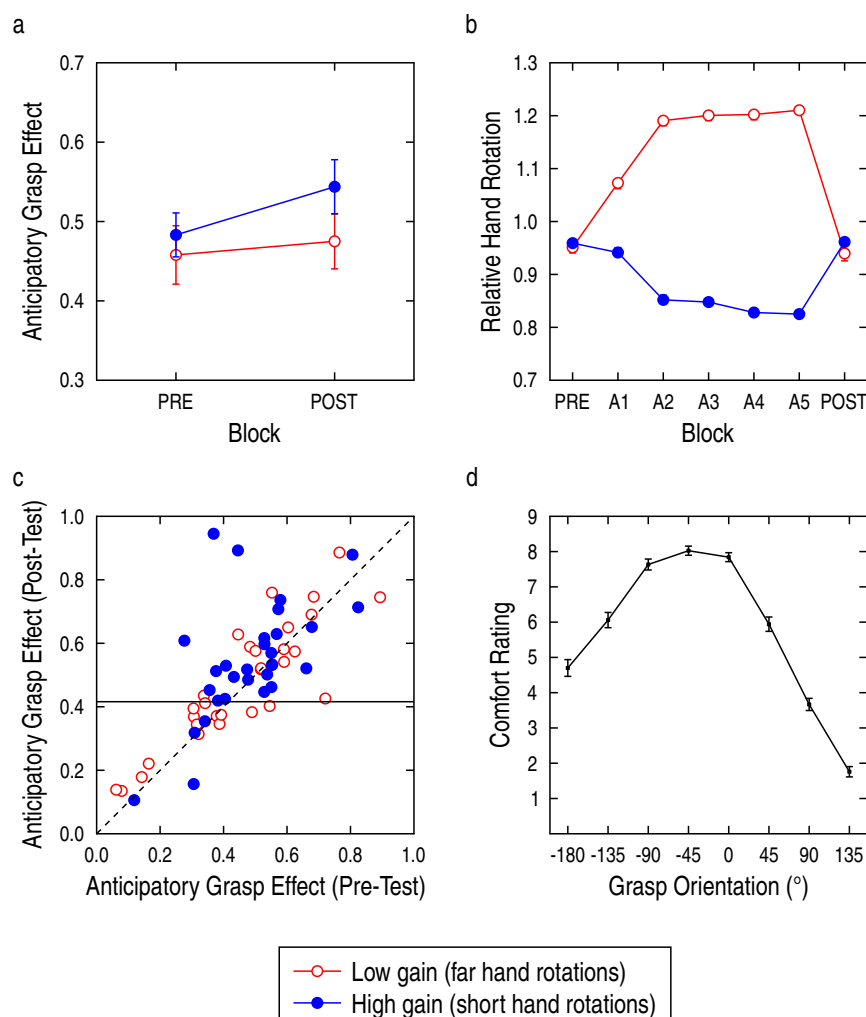 a
Anticipatory Grasp Effect
0.7
0.6
0.5
0.4
0.3
PRE POST
Block
b
Relative Hand Rotation
1.3
1.2
1.1
1.0
0.9
0.8
0.7
PRE A1 A2 A3 A4 A5 POST
Block
c
Anticipatory Grasp Effect (Post-Test)
1.0
0.8
0.6
0.4
0.2
0.0
0.0 0.2 0.4 0.6 0.8 1.0
Anticipatory Grasp Effect (Pre-Test)
d
Comfort Rating
9
8
7
6
5
4
3
2
1
-180 -135 -90 -45 0 45 90 135
Grasp Orientation (°)
Low gain (far hand rotations)
High gain (short hand rotations)